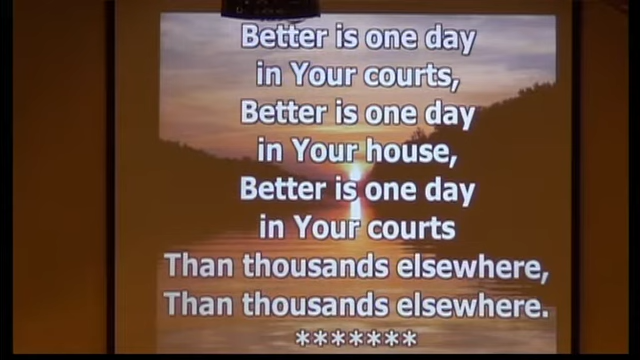 Better is one day
in Your courts,
Better is one day
in Your house,
Better is one day
in Your courts
Than thousands elsewhere,
Than thousands elsewhere.
*******